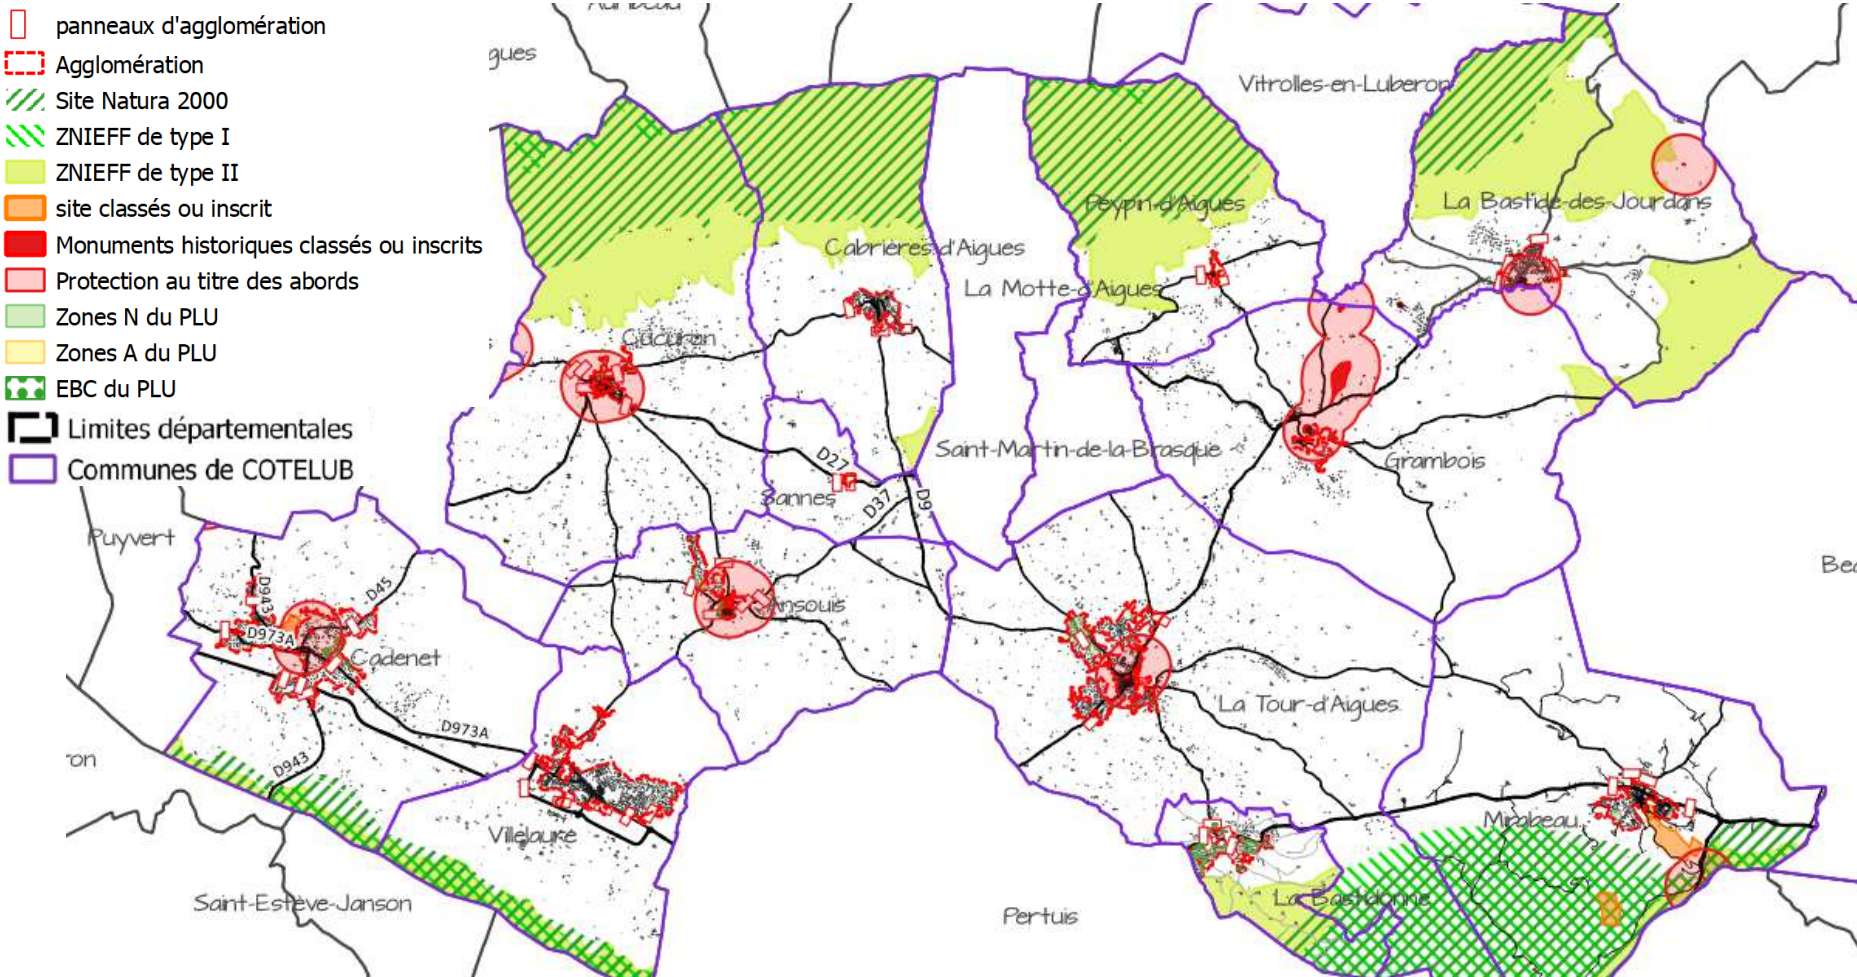 panneaux d'agglomération
Agglomération
Site Natura 2000
ZNIEFF de type I
ZNIEFF de type II
site classés ou inscrit
Monuments historiques classés ou inscrits
Protection au titre des abords
Zones N du PLU
Zones A du PLU
EBC du PLU
Limites départementales
Communes de COTELUB
Vitrolles-en-Luberon
Peypin-d'Aigues
La Bastide-des-Jourdans
Cabrières-d'Aigues
La Motte-d'Aigues
Cucuron
Saint-Martin-de-la-Brasque
Grambois
D27
Sannes
D37
D9
Puyvert
D943
D45
Ansouis
D973A
Cadenet
La Tour-d'Aigues
D973A
D943
Villelaure
Mirabeau
Saint-Estève-Janson
La Bastidonne
Pertuis